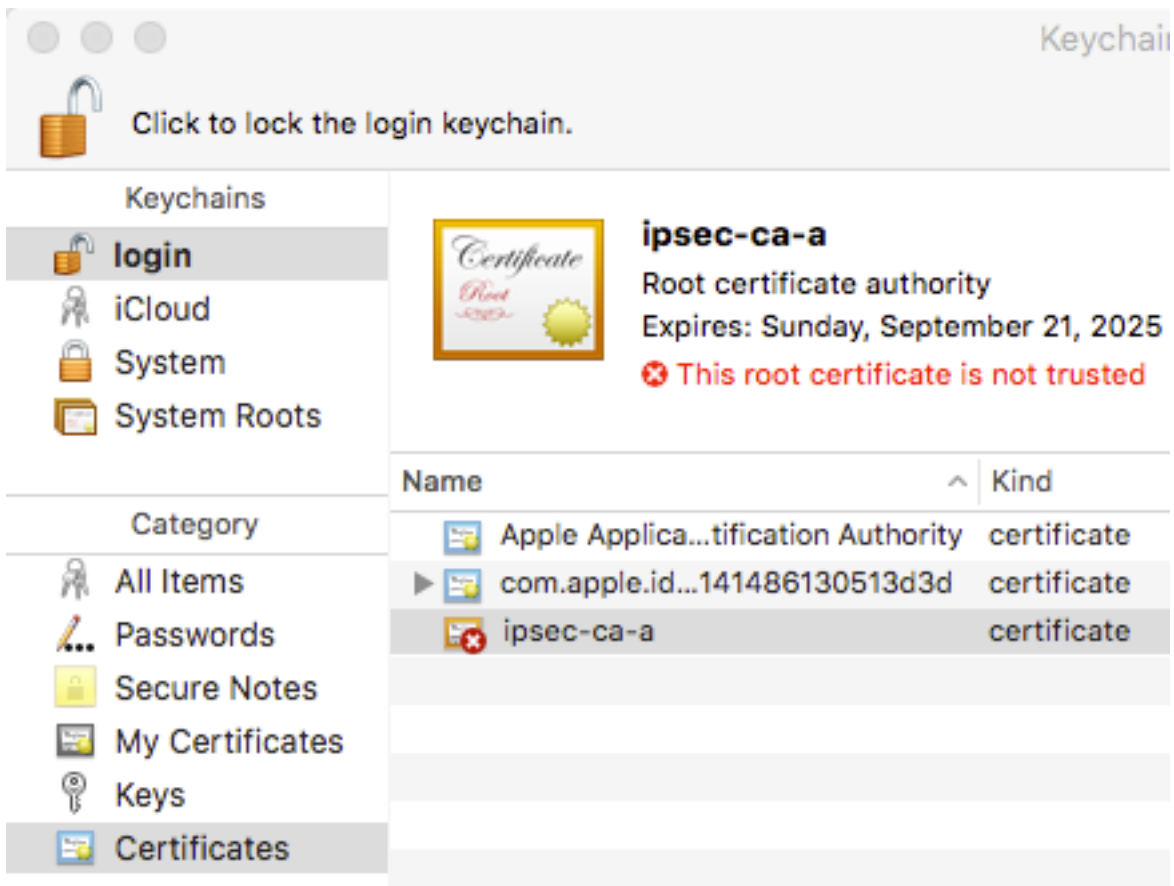 Keychain
Click to lock the login keychain.
Keychains
login
iCloud
System
System Roots
Category
All Items
Passwords
Secure Notes
My Certificates
Keys
Certificates
Certificate
Root
ipsec-ca-a
Root certificate authority
Expires: Sunday, September 21, 2025
This root certificate is not trusted
Name Kind
Apple Applica...tification Authority certificate
com.apple.id...141486130513d3d certificate
ipsec-ca-a certificate